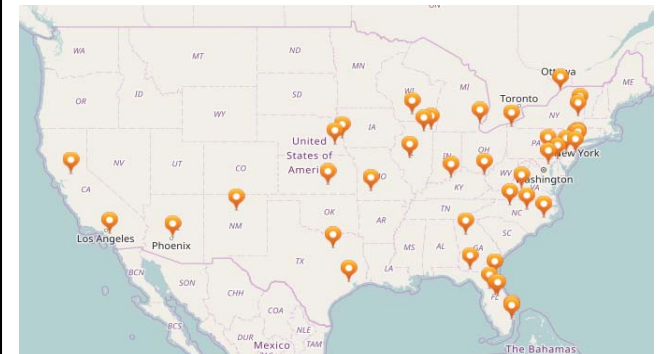 ON
WA
MT
ND
MN
Ottawa
ME
OR
ID
SD
WI
MI
Toronto
NY
WY
IA
United
States of
America
PA
New York
NV
UT
CO
IN
OH
WV
Washington
CA
MO
KY
VA
OK
TN
NC
AR
Los Angeles
Phoenix
NM
SC
MS
AL
GA
TX
LA
BCN
SON
CHH
FL
COA
BCS
NLE
DUR
Mexico
TAM
The Bahamas